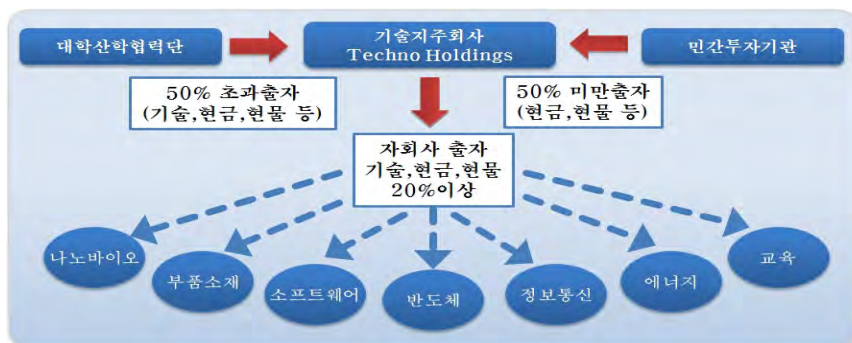 대학산학협력단
기술지주회사
Techno Holdings
민간투자기관
50% 초과출자
(기술,현금,현물 등)
50% 미만출자
(현금,현물 등)
자회사 출자
기술,현금,현물
20%이상
나노바이오
부품소재
소프트웨어
반도체
정보통신
에너지
교육